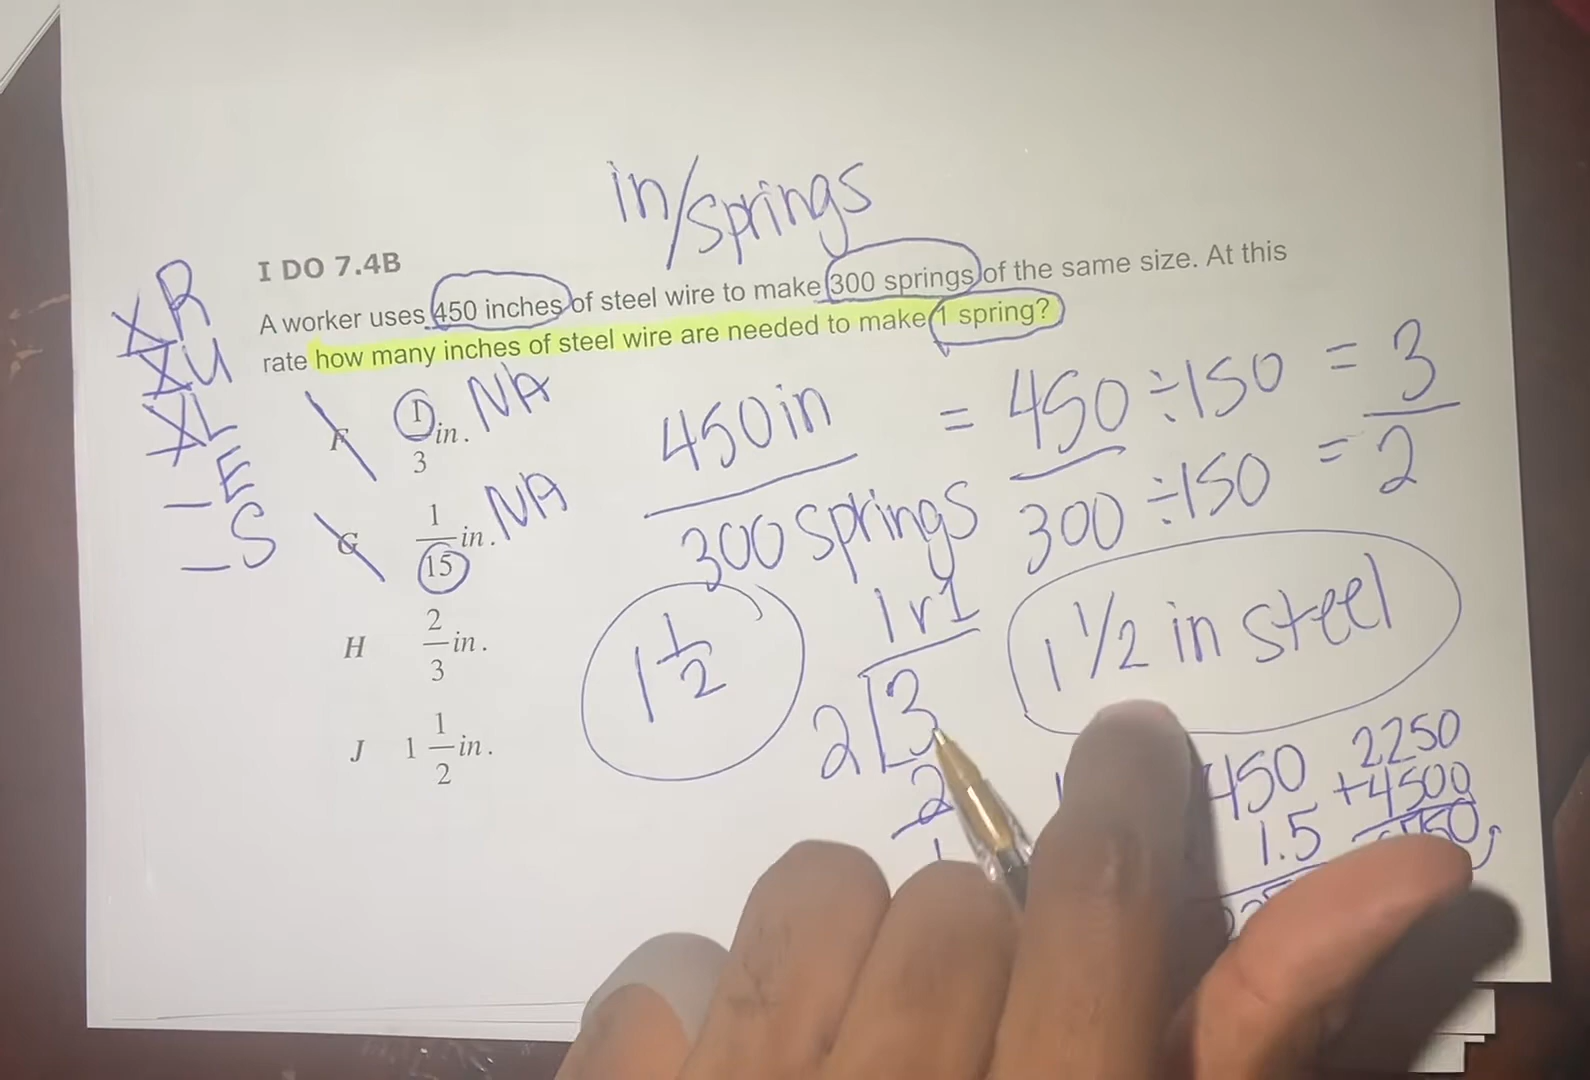 in/springs
I DO 7.4B
A worker uses 450 inches of steel wire to make 300 springs of the same size. At this
rate how many inches of steel wire are needed to make 1 spring?
X R
X U
X L
_ E
_ S
F 1/3 in. NA
G 1/15 in. NA
H 2/3 in.
J 1 1/2 in.
450in = 450 ÷150 = 3
300 springs 300 ÷150 = 2
1 1/2
1 r1
2 3
2
1
1 1/2 in steel
450
1.5
2250
+4500